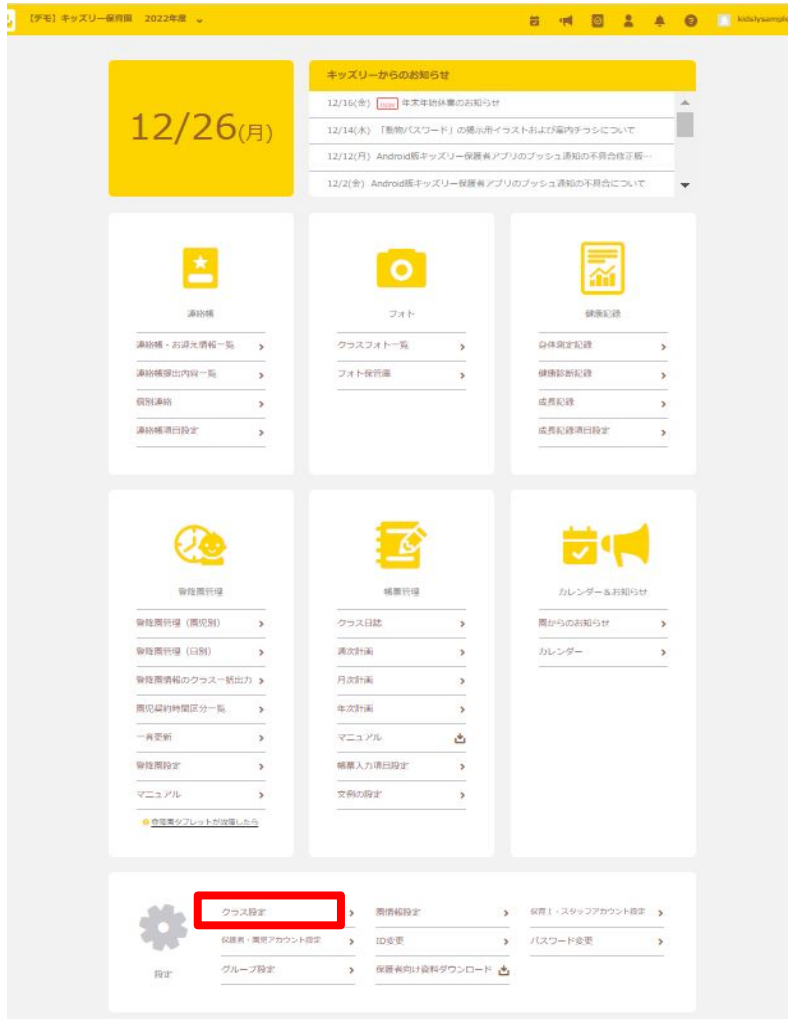 【デモ】キッズリー保育園 2022年度
kidslysample
12/26(月)
キッズリーからのお知らせ
12/16(金) new 年末年始休業のお知らせ
12/14(水) 「動物パスワード」の掲示用イラストおよび案内チラシについて
12/12(月) Android版キッズリー保護者アプリのプッシュ通知の不具合修正版…
12/2(金) Android版キッズリー保護者アプリのプッシュ通知の不具合について
連絡帳
連絡帳・お迎え情報一覧
連絡帳提出内容一覧
個別連絡
連絡帳項目設定
フォト
クラスフォト一覧
フォト保管庫
健康記録
身体測定記録
健康診断記録
成長記録
成長記録項目設定
登降園管理
登降園管理（園児別）
登降園管理（日別）
登降園情報のクラス一括出力
園児契約時間区分一覧
一斉更新
登降園設定
マニュアル
登降園タブレットが故障したら
帳票管理
クラス日誌
週次計画
月次計画
年次計画
マニュアル
帳票入力項目設定
文例の設定
カレンダー＆お知らせ
園からのお知らせ
カレンダー
設定
クラス設定
園情報設定
保育士・スタッフアカウント設定
保護者・園児アカウント設定
ID変更
パスワード変更
グループ設定
保護者向け資料ダウンロード